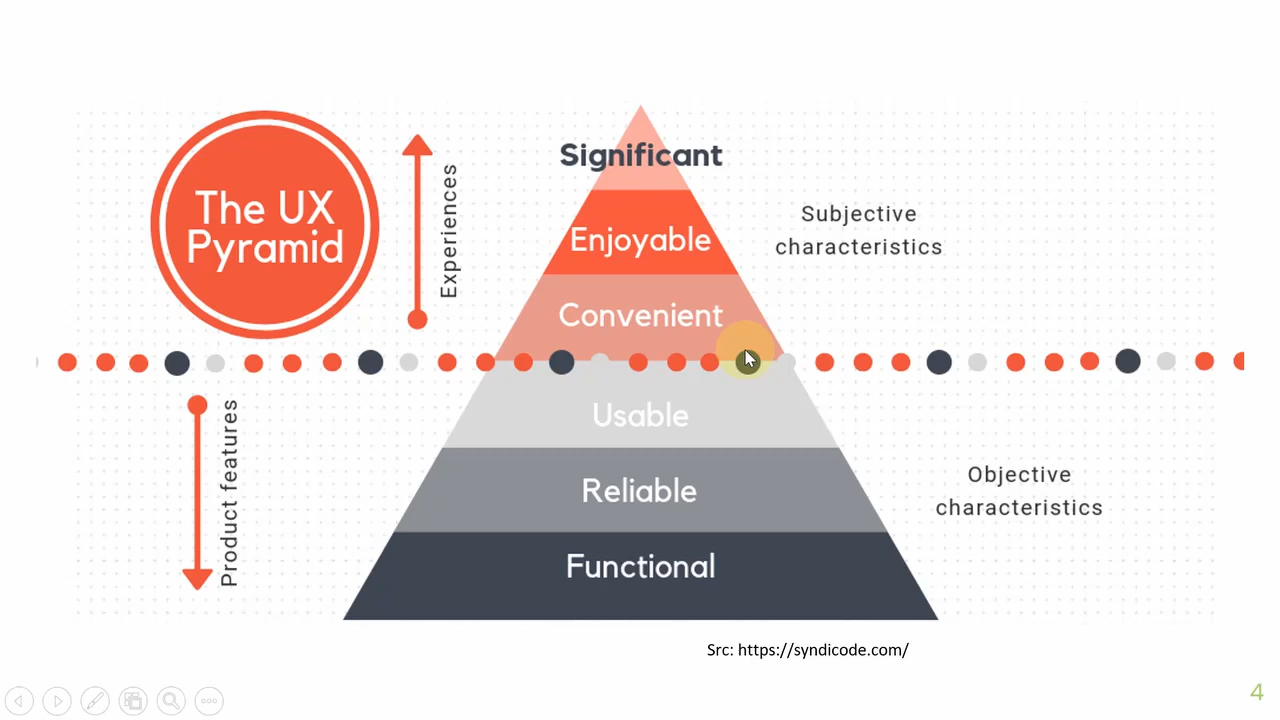 The UX
Pyramid
Experiences
Significant
Enjoyable
Convenient
Subjective
characteristics
Product features
Usable
Reliable
Functional
Objective
characteristics
Src: https://syndicode.com/
4